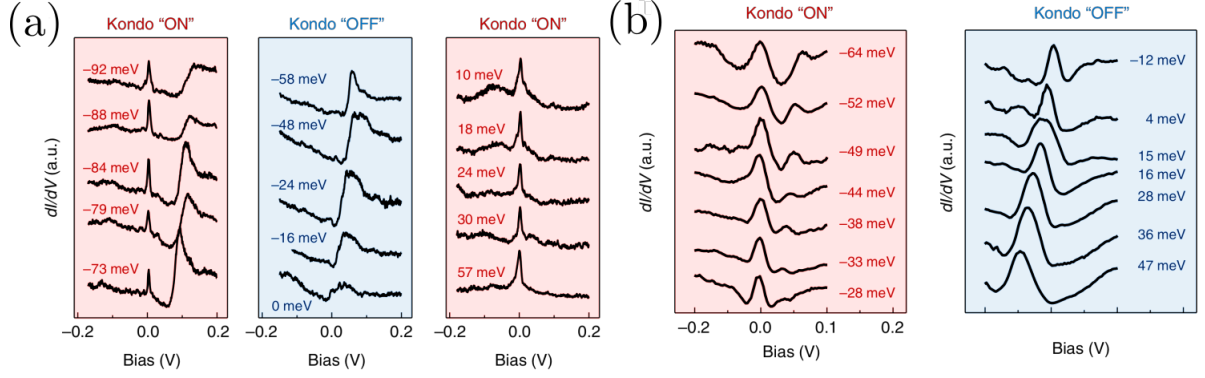 (a)
Kondo “ON”
–92 meV
–88 meV
–84 meV
–79 meV
–73 meV
dI/dV (a.u.)
–0.2 0.0 0.2
Bias (V)
Kondo “OFF”
–58 meV
–48 meV
–24 meV
–16 meV
0 meV
0.0 0.2
Bias (V)
Kondo “ON”
10 meV
18 meV
24 meV
30 meV
57 meV
–0.2 0.0 0.2
Bias (V)
(b)
Kondo “ON”
–64 meV
–52 meV
–49 meV
–44 meV
–38 meV
–33 meV
–28 meV
dI/dV (a.u.)
–0.2 0.0 0.1 0.2
Bias (V)
Kondo “OFF”
–12 meV
4 meV
15 meV
16 meV
28 meV
36 meV
47 meV
dI/dV (a.u.)
Bias (V)